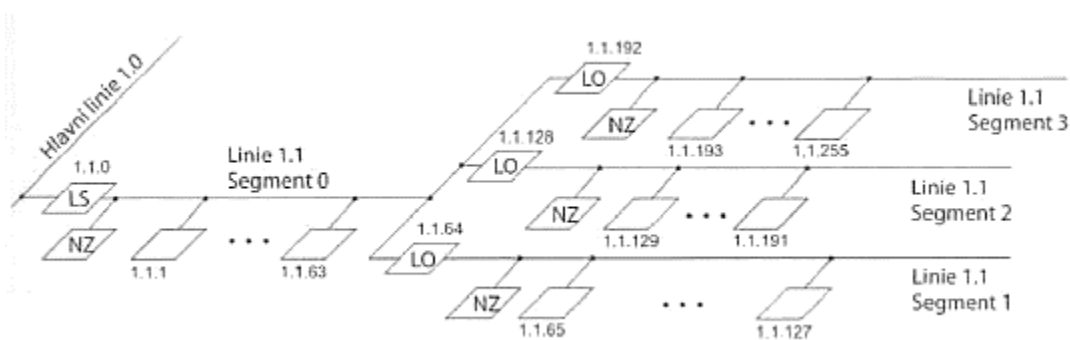 Hlavní linie 1.0
1.1.0
LS
NZ
1.1.1
1.1.63
Linie 1.1
Segment 0
1.1.192
LO
NZ
1.1.193
1.1.255
Linie 1.1
Segment 3
1.1.128
LO
NZ
1.1.129
1.1.191
Linie 1.1
Segment 2
1.1.64
LO
NZ
1.1.65
1.1.127
Linie 1.1
Segment 1